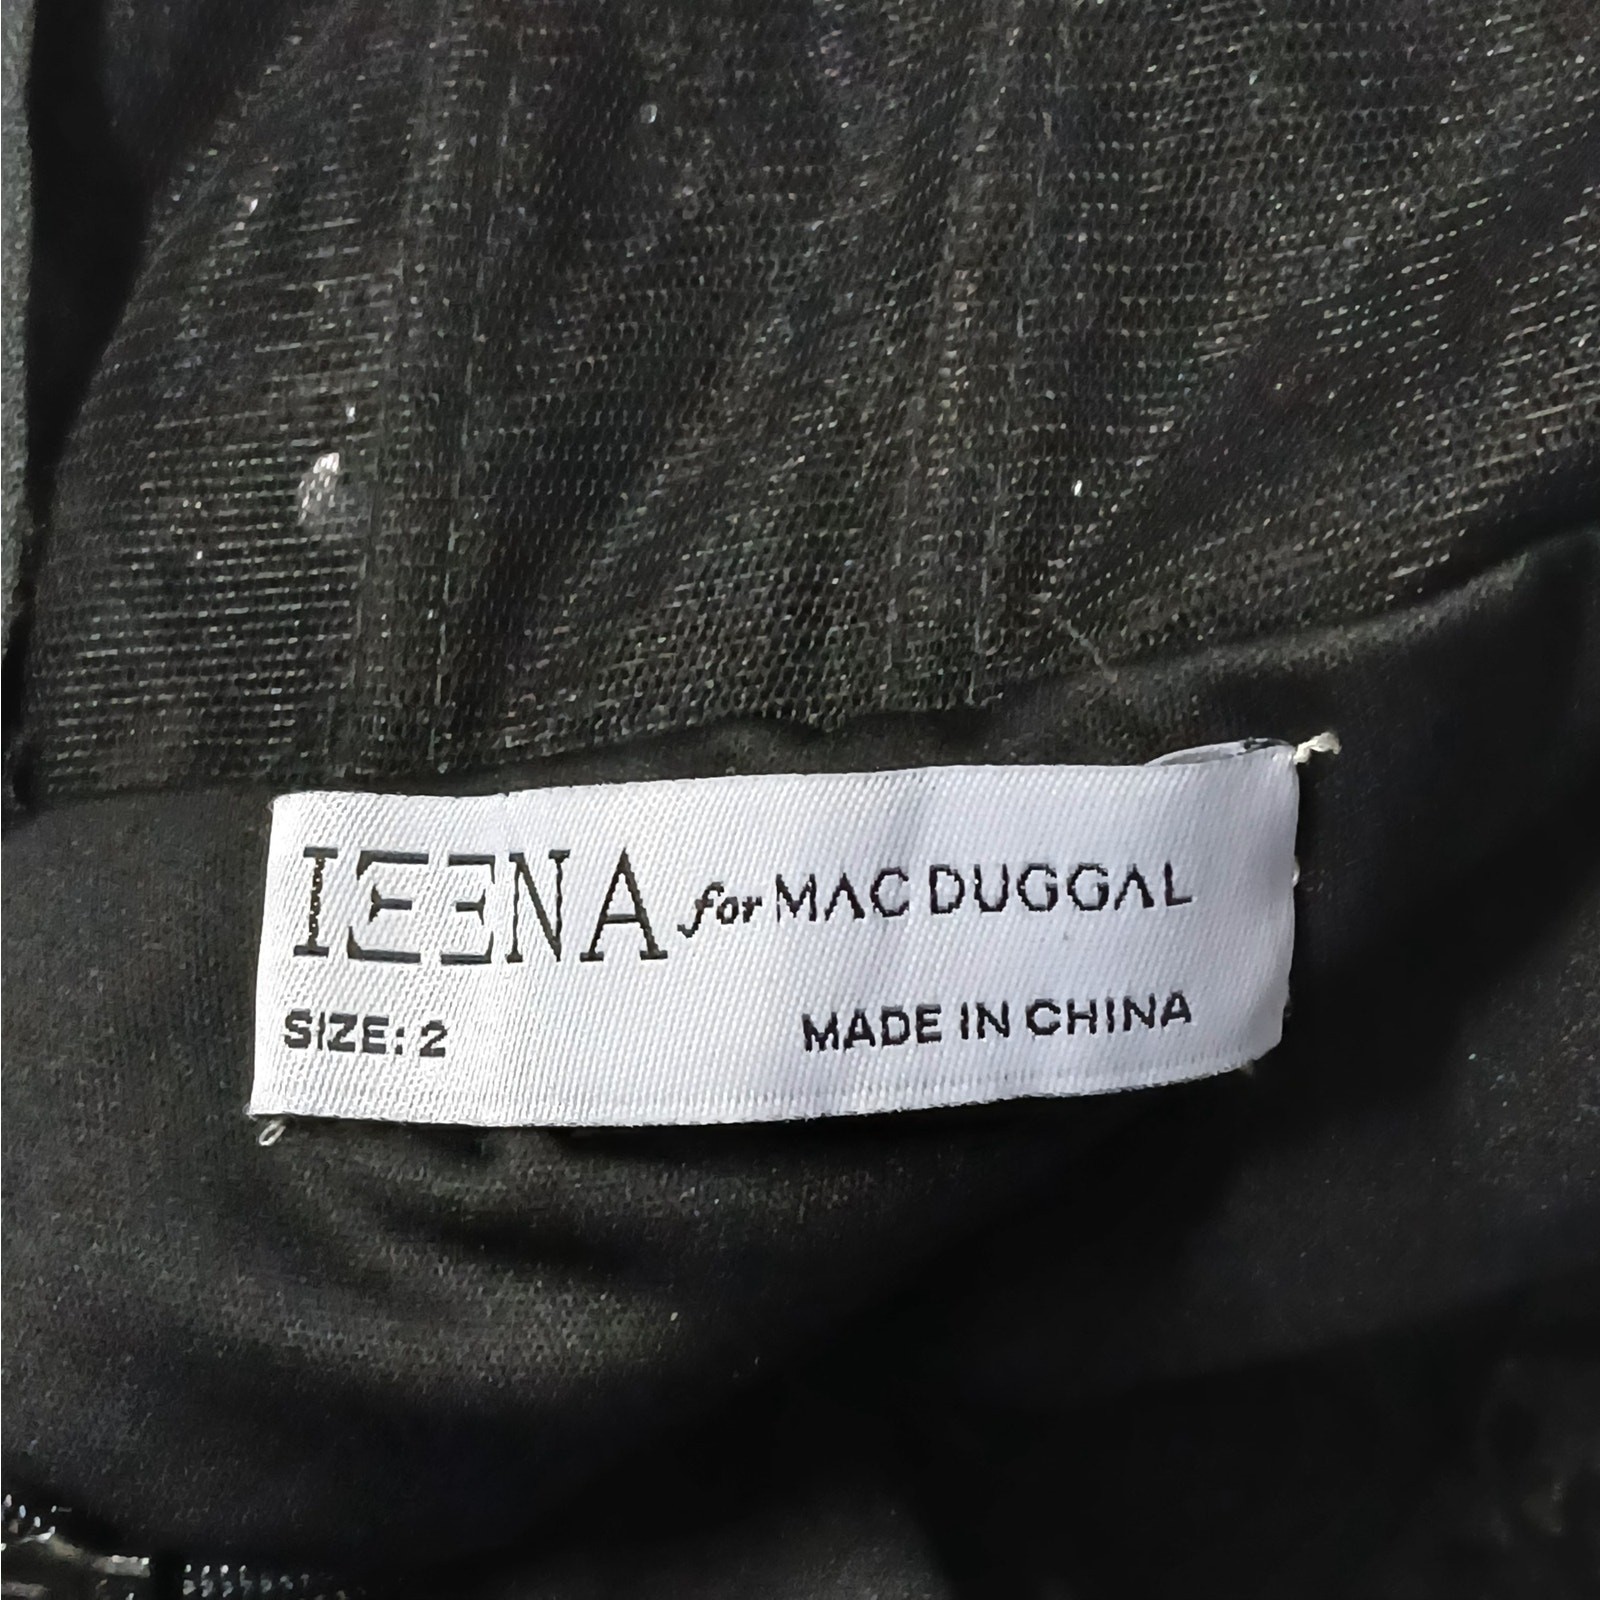 IEENA for MAC DUGGAL
SIZE: 2 MADE IN CHINA